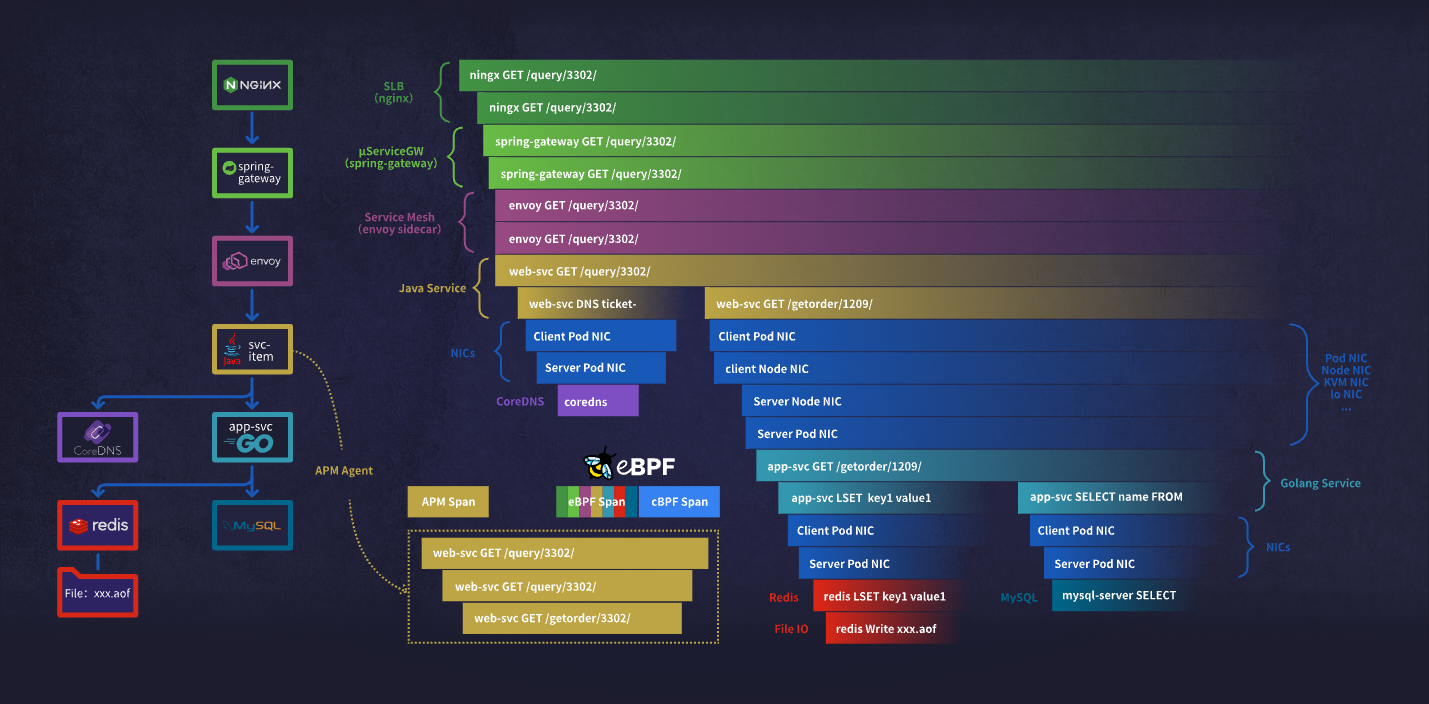 NGINX
spring-
gateway
envoy
Java
svc-
item
CoreDNS
app-svc
GO
redis
MySQL
File: xxx.aof
APM Agent
SLB
(nginx)
ningx GET /query/3302/
ningx GET /query/3302/
μServiceGW
(spring-gateway)
spring-gateway GET /query/3302/
spring-gateway GET /query/3302/
Service Mesh
(envoy sidecar)
envoy GET /query/3302/
envoy GET /query/3302/
Java Service
web-svc GET /query/3302/
web-svc DNS ticket-
web-svc GET /getorder/1209/
NICs
Client Pod NIC
Server Pod NIC
CoreDNS
coredns
Client Pod NIC
client Node NIC
Server Node NIC
Server Pod NIC
Pod NIC
Node NIC
KVM NIC
lo NIC
...
app-svc GET /getorder/1209/
Golang Service
app-svc LSET key1 value1
app-svc SELECT name FROM
Client Pod NIC
Server Pod NIC
Client Pod NIC
Server Pod NIC
NICs
Redis
redis LSET key1 value1
MySQL
mysql-server SELECT
File IO
redis Write xxx.aof
eBPF
APM Span
eBPF Span
cBPF Span
web-svc GET /query/3302/
web-svc GET /query/3302/
web-svc GET /getorder/3302/